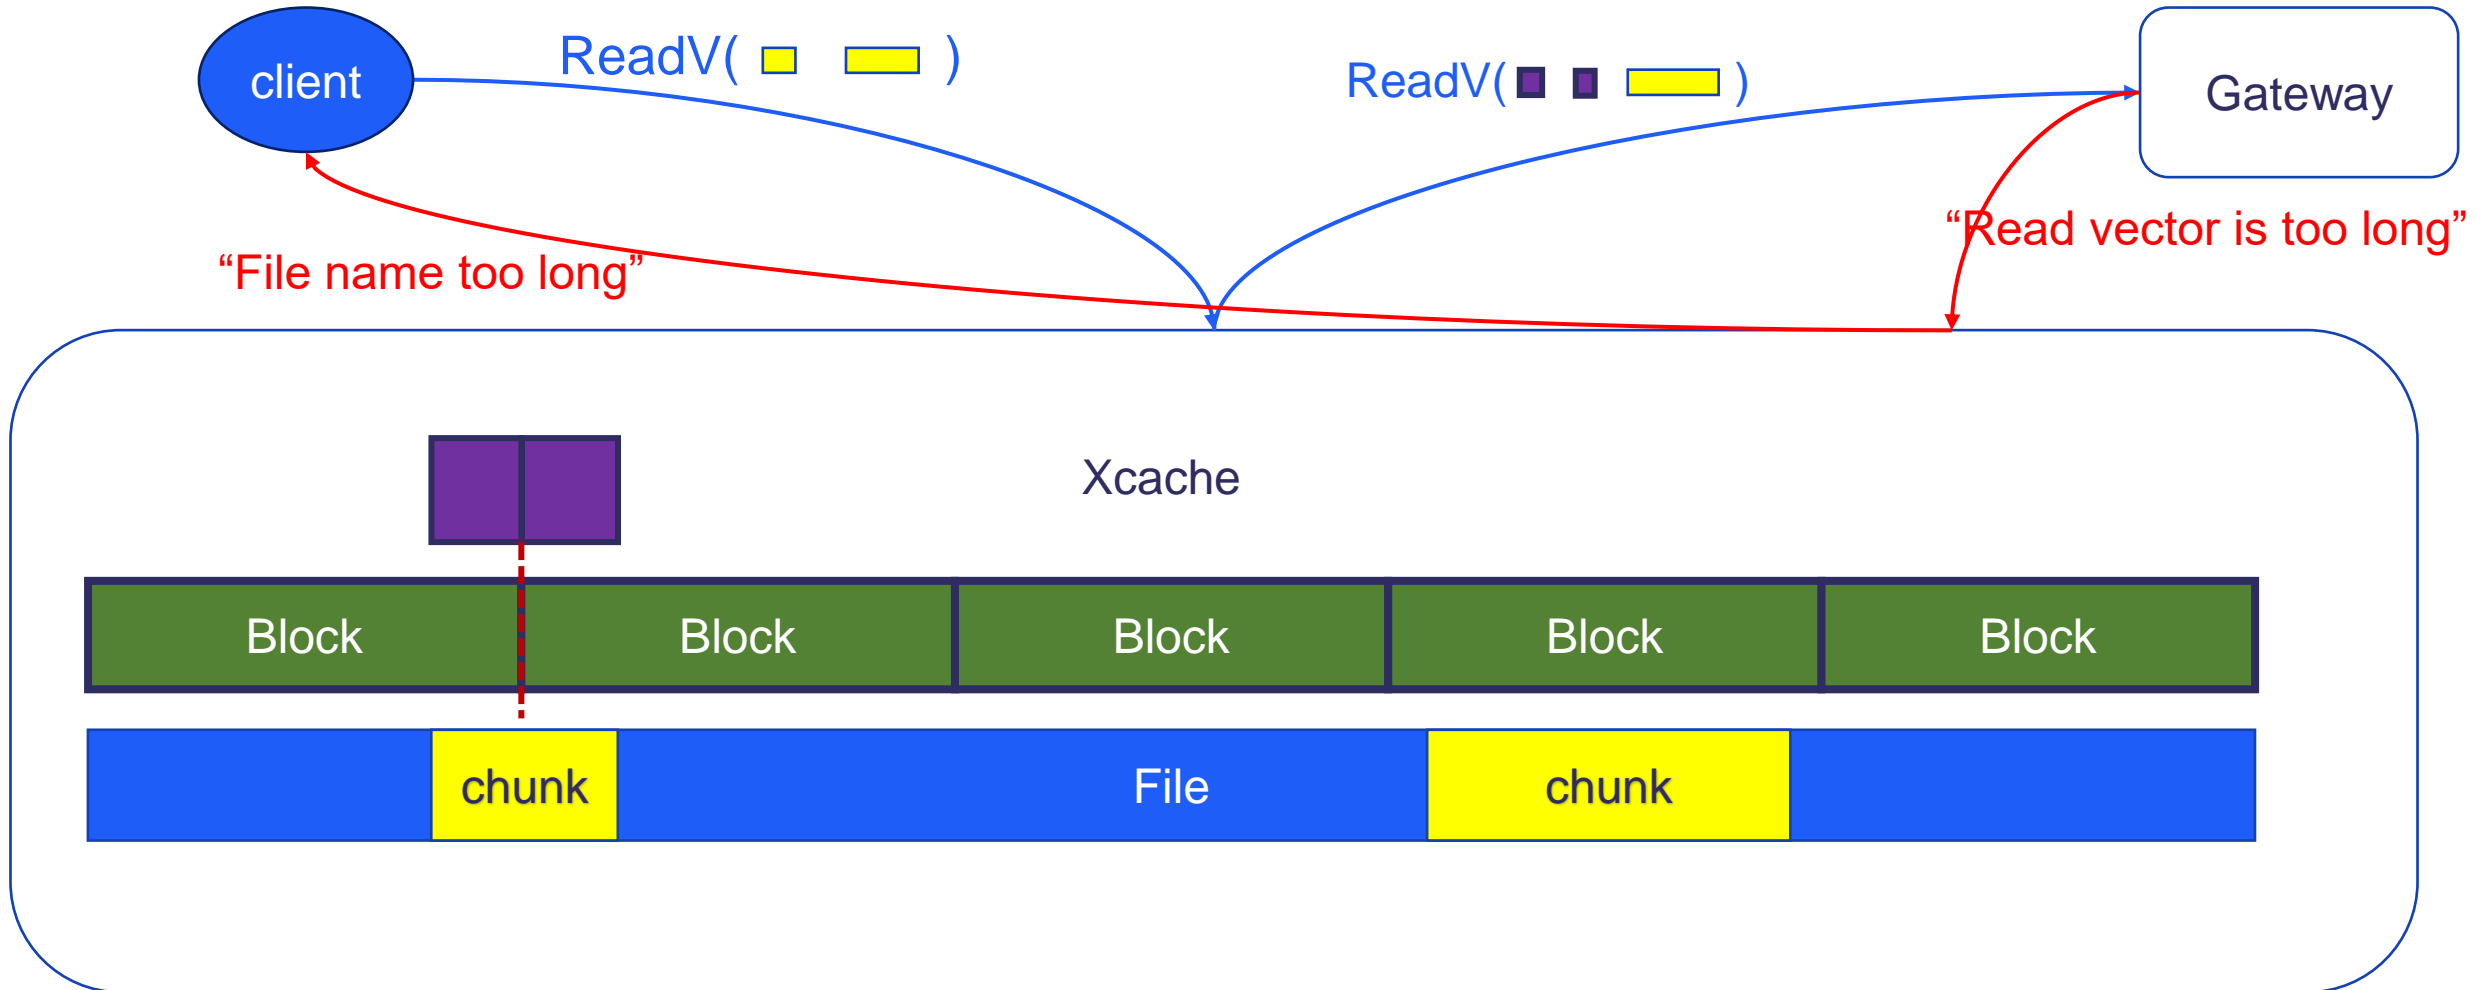 client
ReadV( )
ReadV( )
Gateway
“File name too long”
“Read vector is too long”
Xcache
Block Block Block Block Block
chunk File chunk